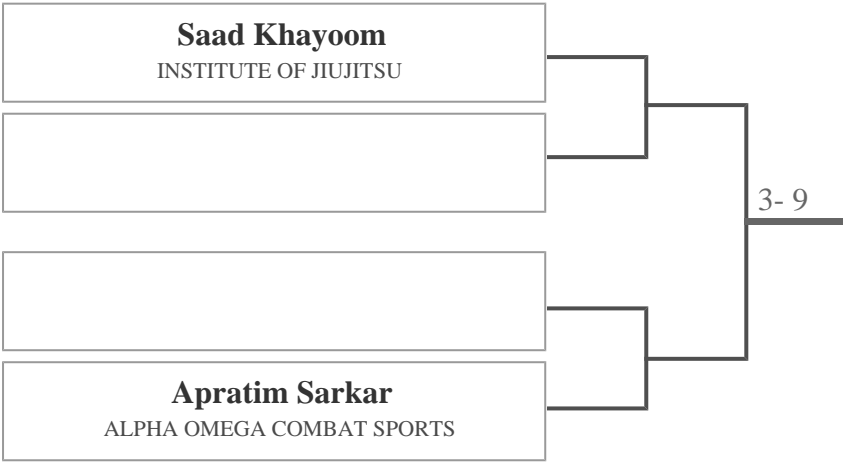 Saad Khayoom
INSTITUTE OF JIUJITSU
3- 9
Apratim Sarkar
ALPHA OMEGA COMBAT SPORTS